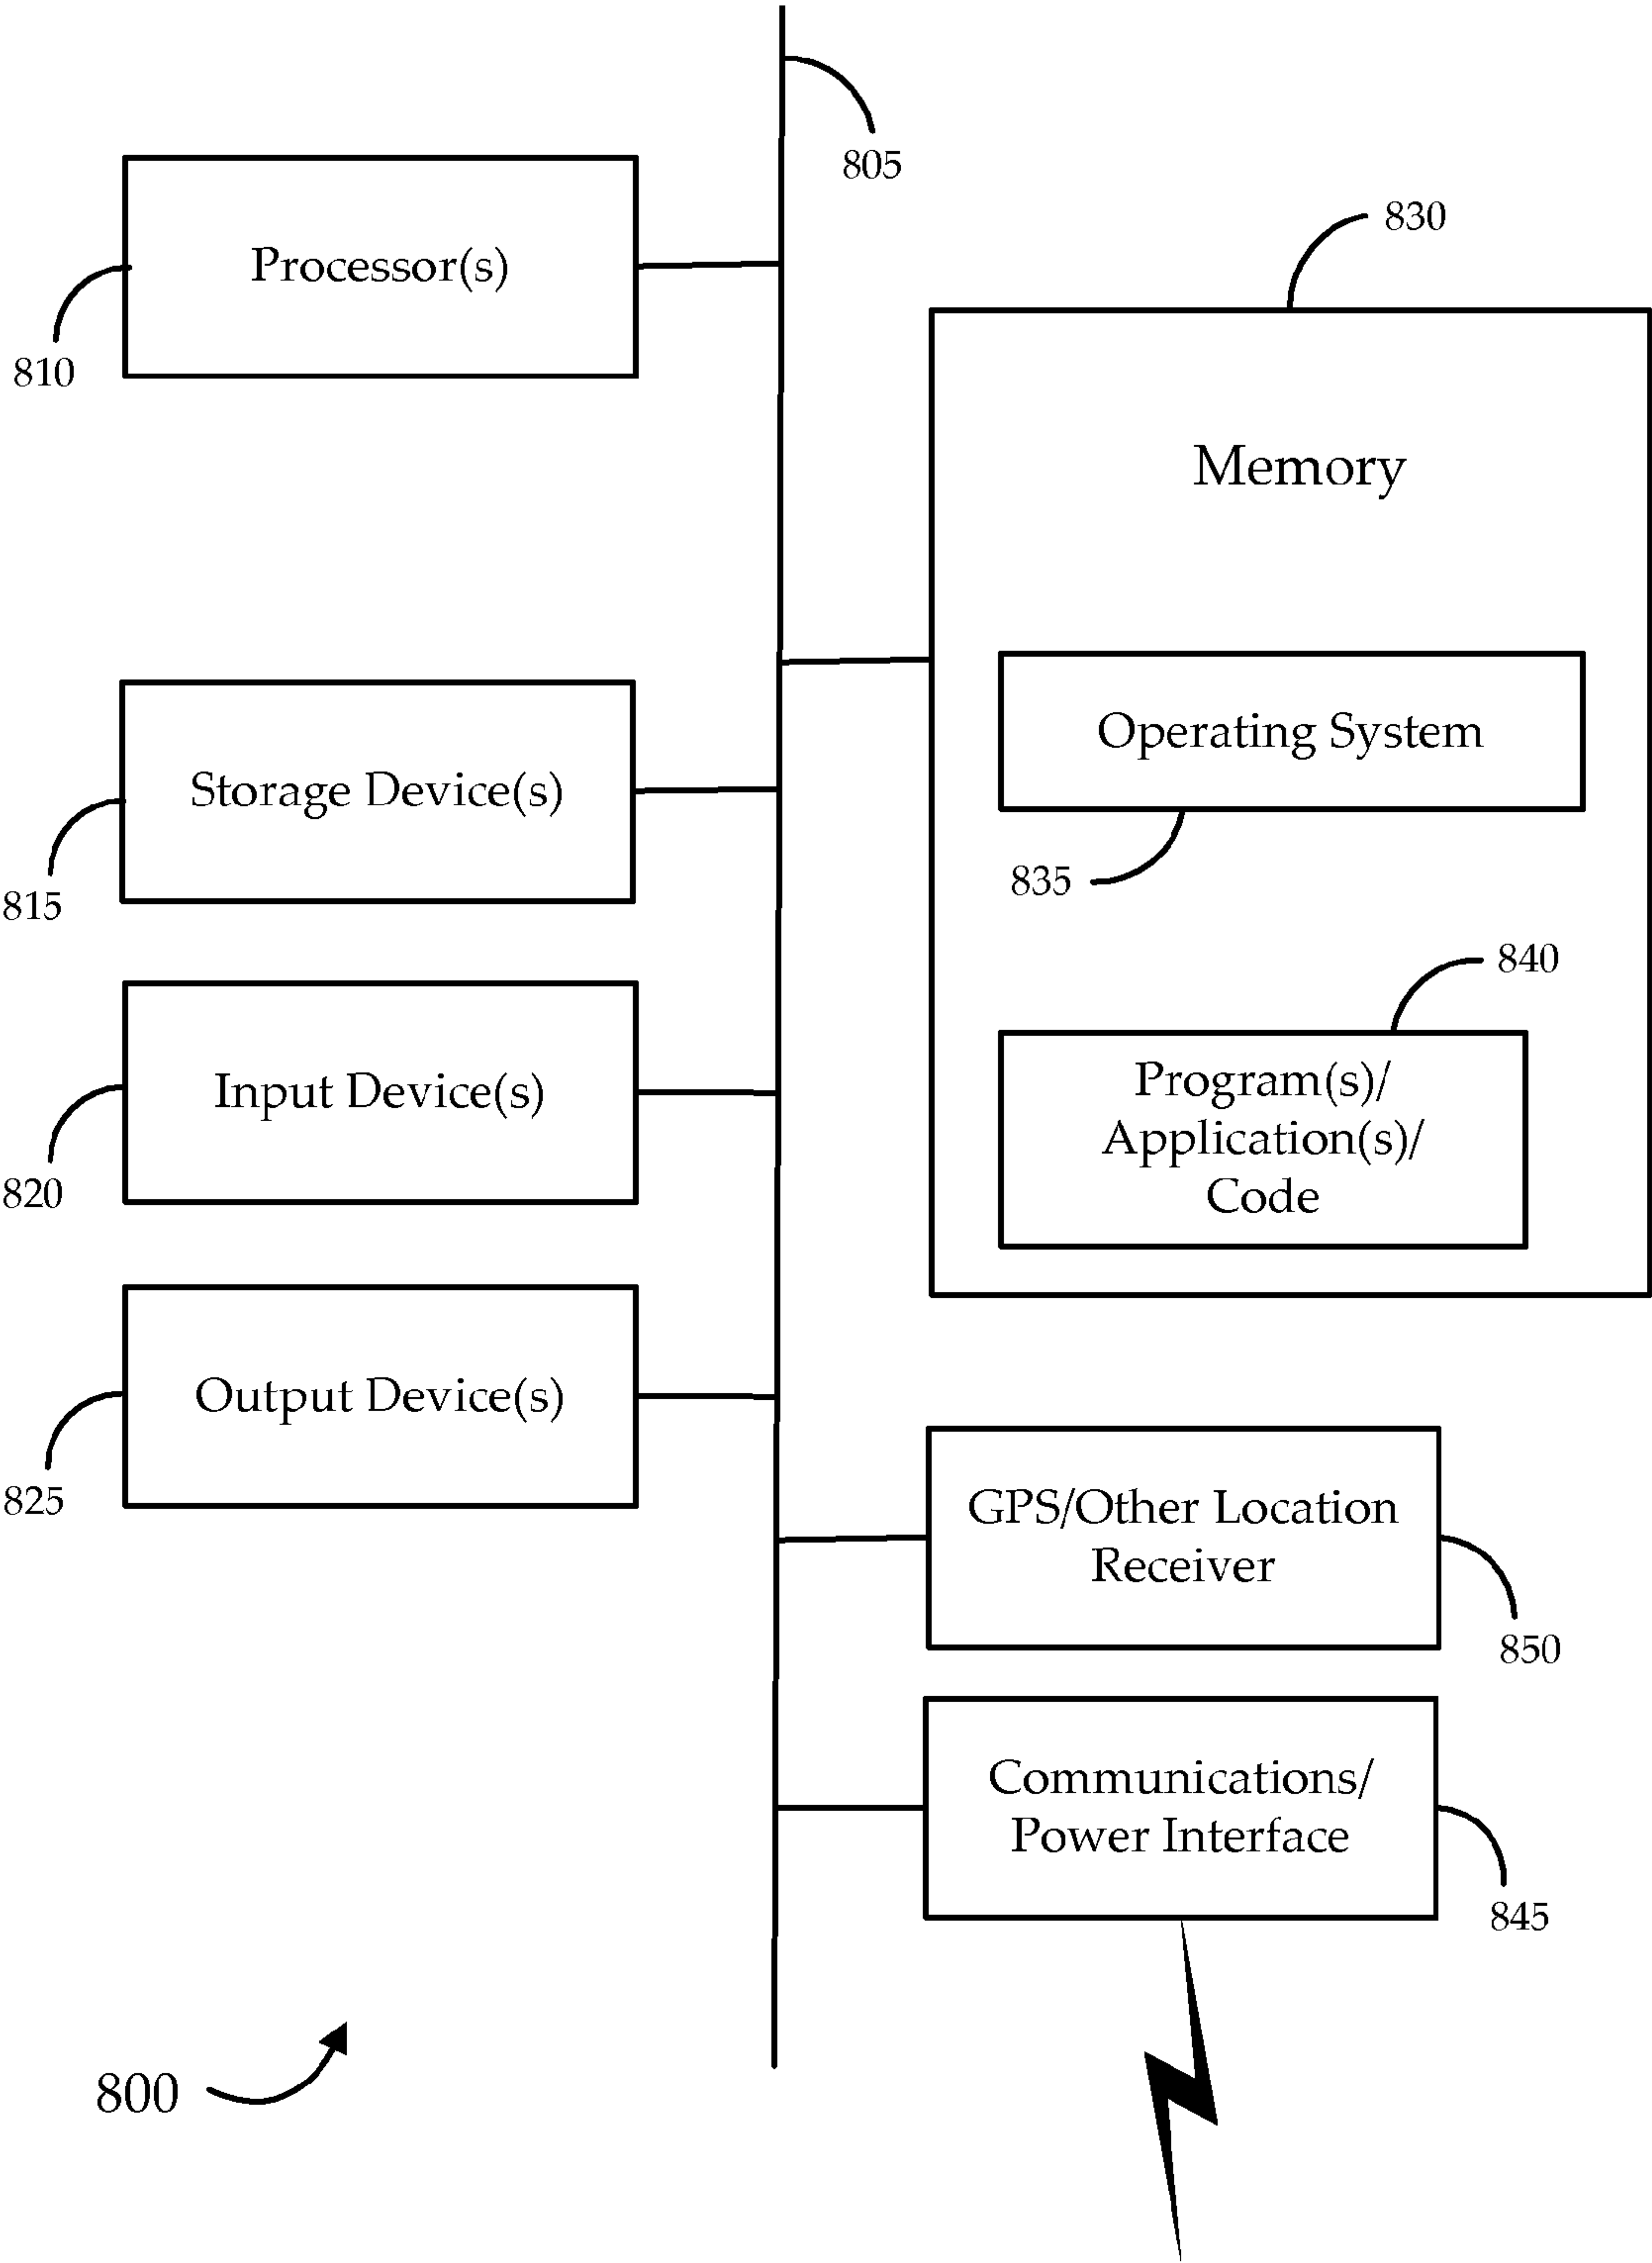 805
830
Processor(s)
810
Memory
Operating System
Storage Device(s)
835
815
840
Program(s)/
Application(s)/
Code
Input Device(s)
820
Output Device(s)
825
GPS/Other Location
Receiver
850
Communications/
Power Interface
845
800